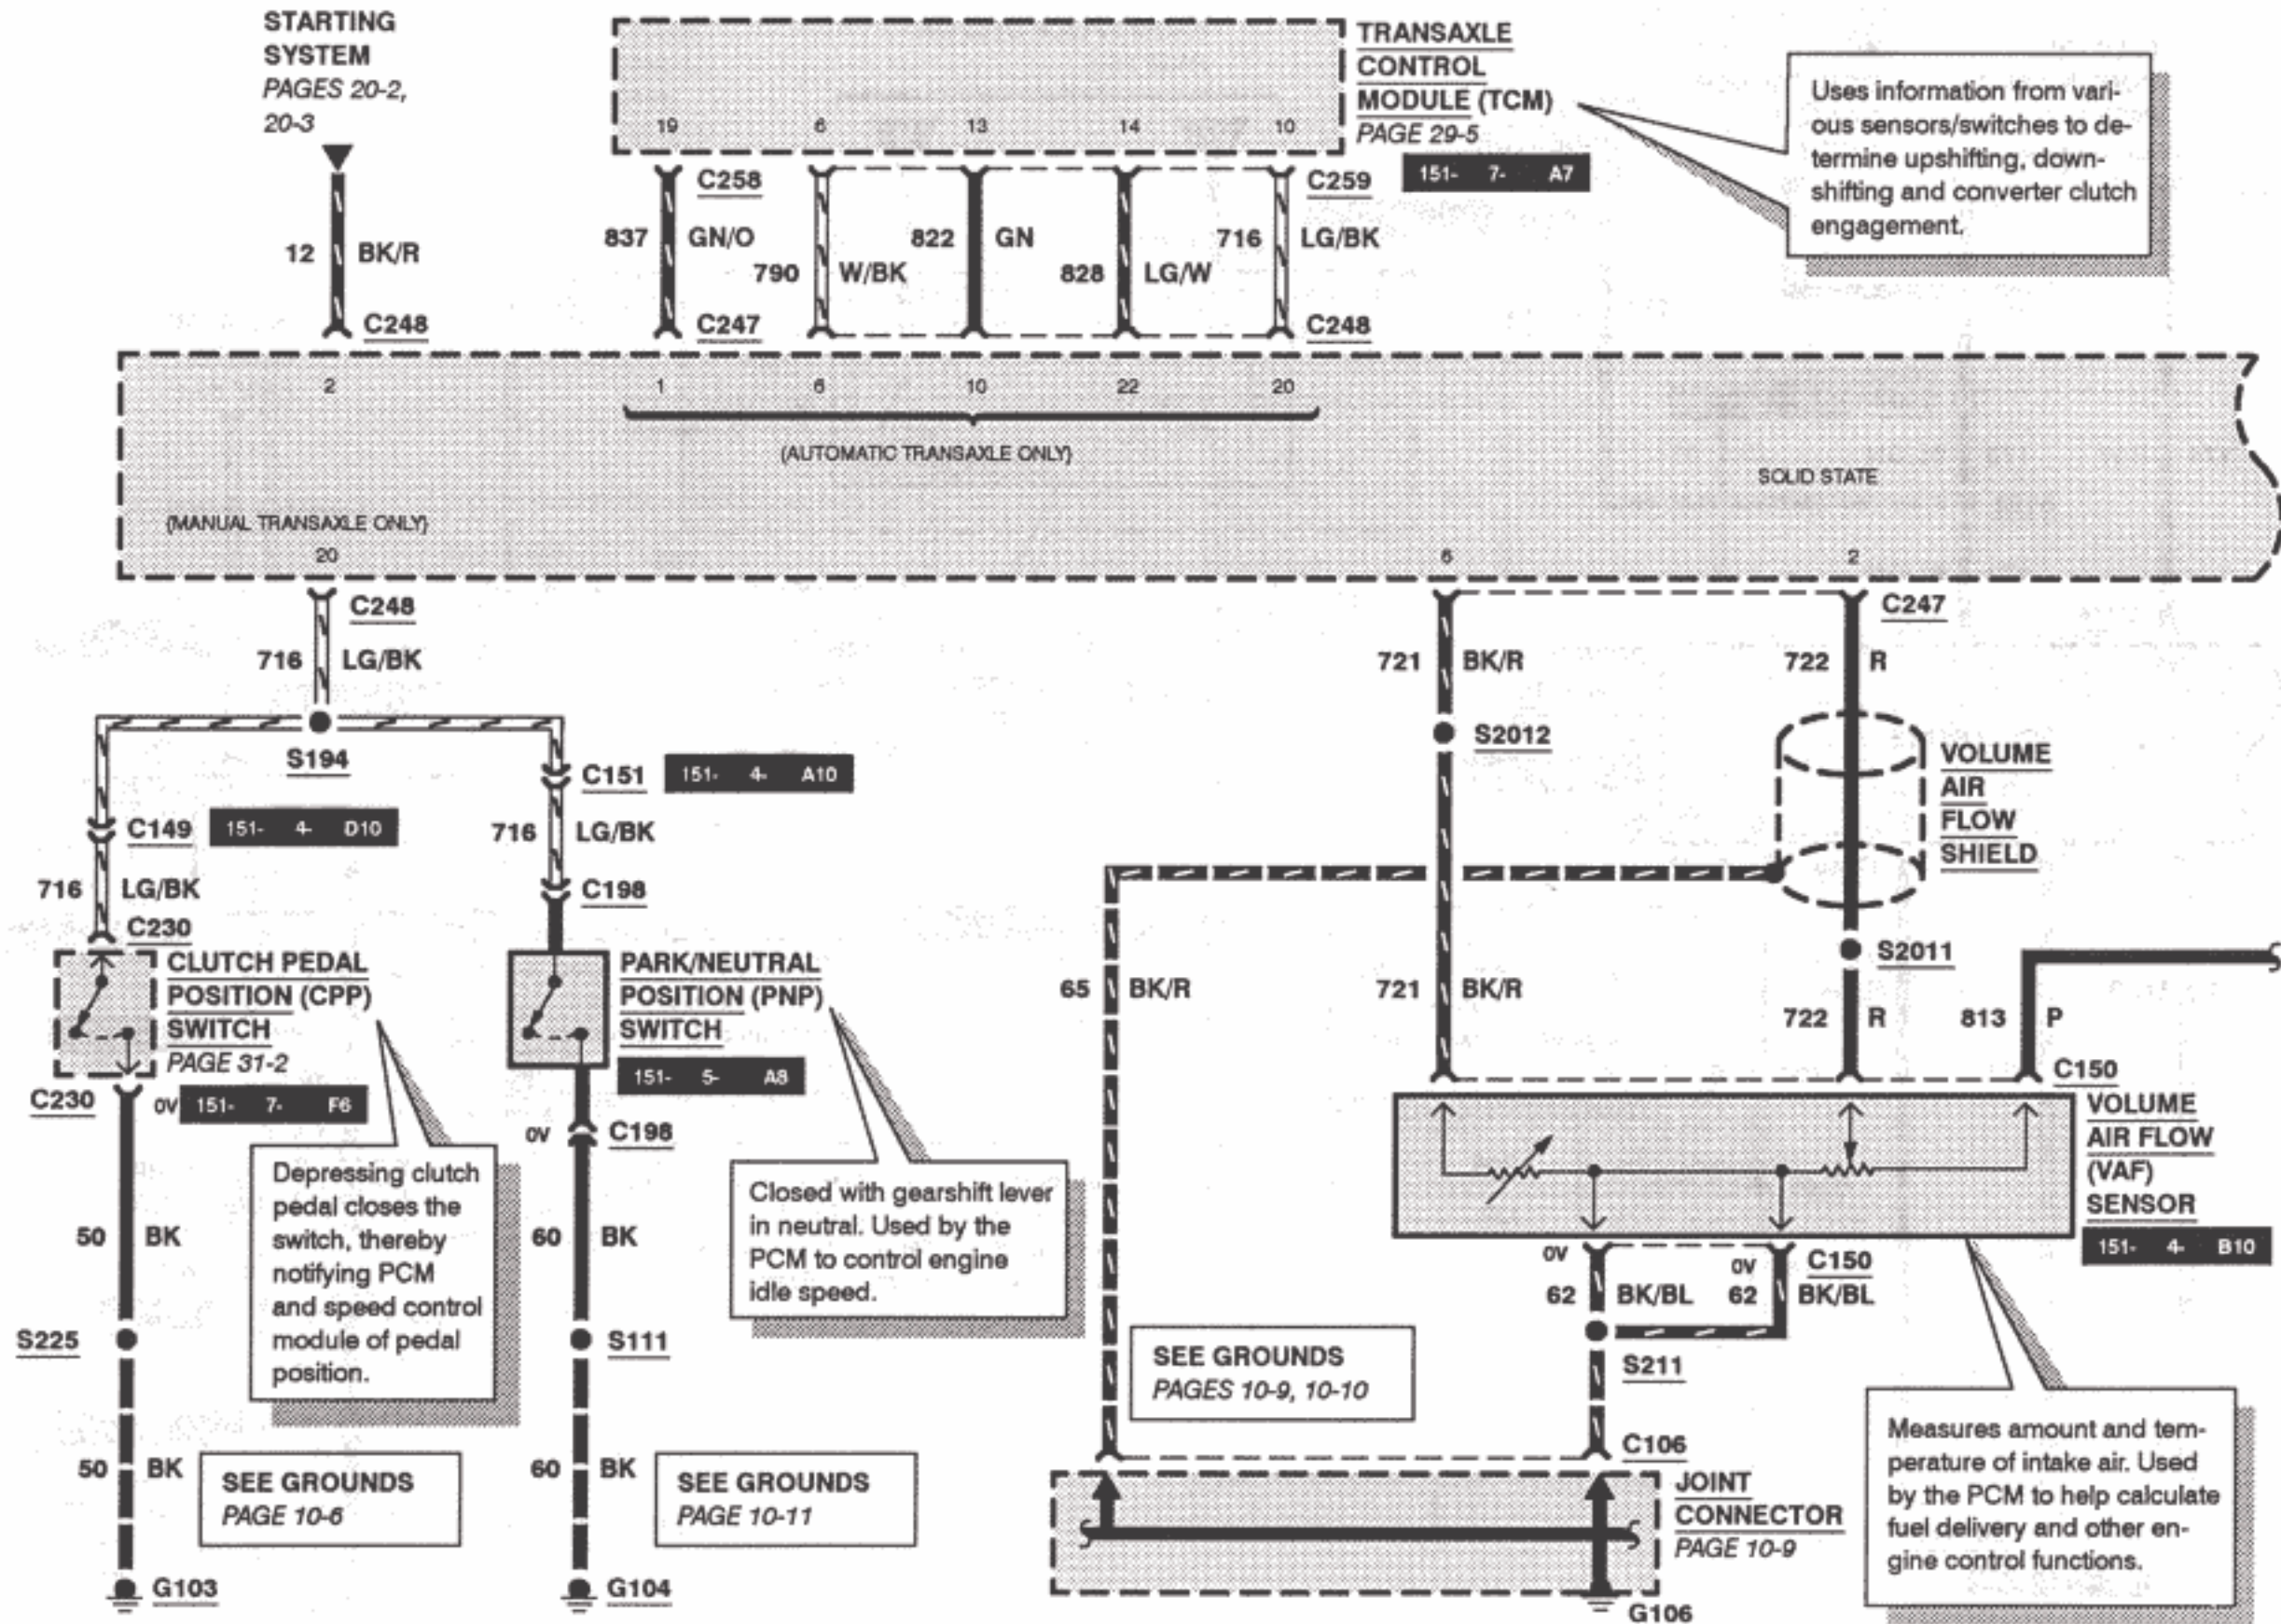 STARTING
SYSTEM
PAGES 20-2,
20-3
TRANSAXLE
CONTROL
MODULE (TCM)
PAGE 29-5
151- 7- A7
Uses information from vari-
ous sensors/switches to de-
termine upshifting, down-
shifting and converter clutch
engagement.
19 6 13 14 10
C258 C259
12 BK/R
837 GN/O
790 W/BK
822 GN
828 LG/W
716 LG/BK
C248 C247 C248
2 1 6 10 22 20
(AUTOMATIC TRANSAXLE ONLY)
SOLID STATE
(MANUAL TRANSAXLE ONLY)
20 6 2
C248 C247
716 LG/BK
721 BK/R
722 R
S194
S2012
VOLUME
AIR
FLOW
SHIELD
C151 151- 4- A10
C149 151- 4- D10
716 LG/BK
716 LG/BK
C198
C230
CLUTCH PEDAL
POSITION (CPP)
SWITCH
PAGE 31-2
PARK/NEUTRAL
POSITION (PNP)
SWITCH
151- 5- A8
65 BK/R
721 BK/R
S2011
722 R
813 P
C150
C230 0V 151- 7- F6
0V C198
Depressing clutch
pedal closes the
switch, thereby
notifying PCM
and speed control
module of pedal
position.
Closed with gearshift lever
in neutral. Used by the
PCM to control engine
idle speed.
VOLUME
AIR FLOW
(VAF)
SENSOR
151- 4- B10
50 BK
60 BK
0V 0V C150
62 BK/BL 62 BK/BL
S225
S111
S211
SEE GROUNDS
PAGES 10-9, 10-10
C106
Measures amount and tem-
perature of intake air. Used
by the PCM to help calculate
fuel delivery and other en-
gine control functions.
50 BK
SEE GROUNDS
PAGE 10-6
60 BK
SEE GROUNDS
PAGE 10-11
JOINT
CONNECTOR
PAGE 10-9
G103
G104
G106